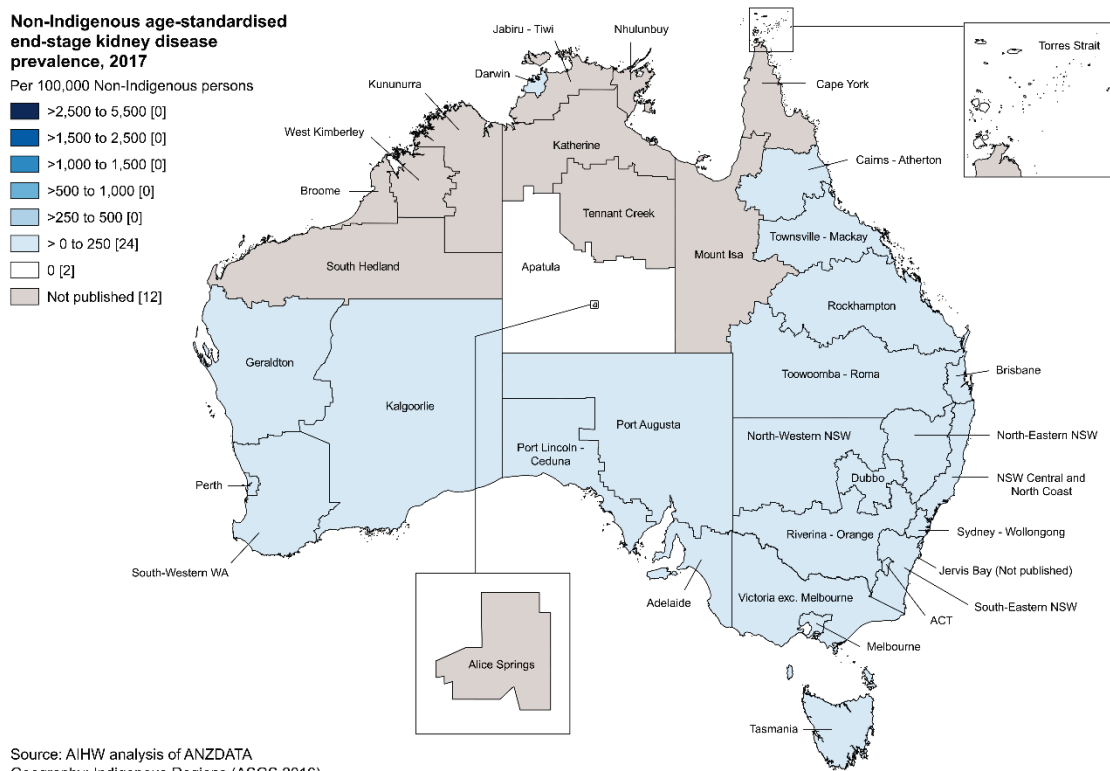 Non-Indigenous age-standardised
end-stage kidney disease
prevalence, 2017
Per 100,000 Non-Indigenous persons
>2,500 to 5,500 [0]
>1,500 to 2,500 [0]
>1,000 to 1,500 [0]
>500 to 1,000 [0]
>250 to 500 [0]
> 0 to 250 [24]
0 [2]
Not published [12]
Jabiru - Tiwi
Nhulunbuy
Darwin
Kununurra
West Kimberley
Broome
Katherine
Tennant Creek
Cape York
Torres Strait
Cairns - Atherton
Townsville - Mackay
Mount Isa
South Hedland
Apatula
Rockhampton
Geraldton
Kalgoorlie
Toowoomba - Roma
Brisbane
Port Augusta
Port Lincoln -
Ceduna
North-Western NSW
North-Eastern NSW
Dubbo
NSW Central and
North Coast
Perth
Riverina - Orange
Sydney - Wollongong
South-Western WA
Jervis Bay (Not published)
Adelaide
Victoria exc. Melbourne
South-Eastern NSW
ACT
Melbourne
Alice Springs
Tasmania
Source: AIHW analysis of ANZDATA